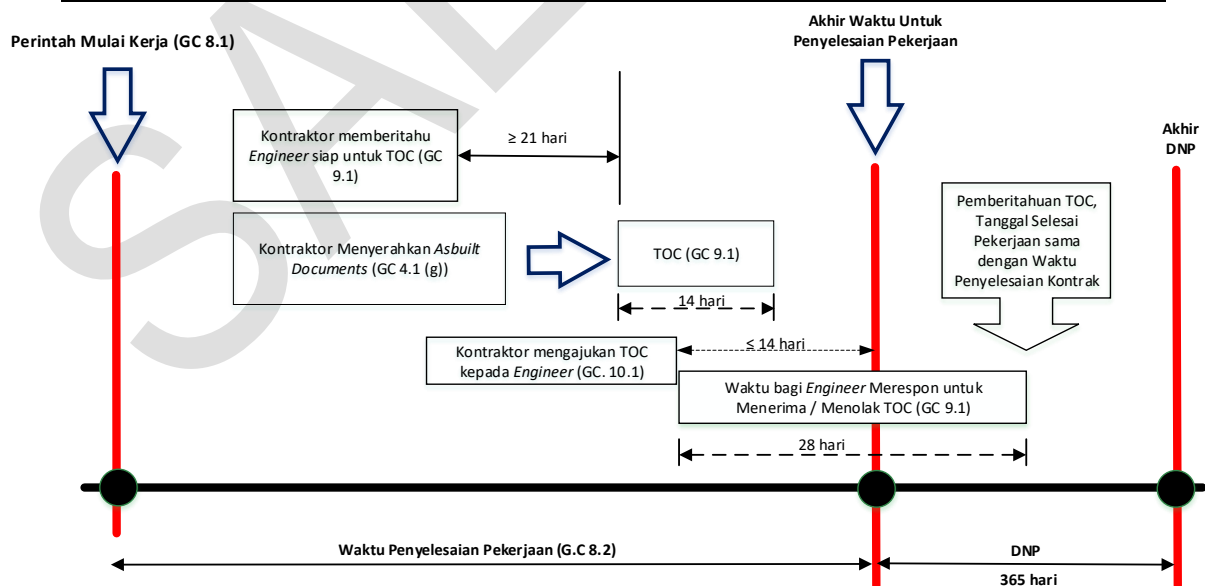 Akhir Waktu Untuk
Penyelesaian Pekerjaan
Perintah Mulai Kerja (GC 8.1)
Kontraktor memberitahu
Engineer siap untuk TOC (GC
9.1)
≥ 21 hari
Akhir
DNP
Kontraktor Menyerahkan Asbuilt
Documents (GC 4.1 (g))
TOC (GC 9.1)
14 hari
Pemberitahuan TOC,
Tanggal Selesai
Pekerjaan sama
dengan Waktu
Penyelesaian Kontrak
Kontraktor mengajukan TOC
kepada Engineer (GC. 10.1)
≤ 14 hari
Waktu bagi Engineer Merespon untuk
Menerima / Menolak TOC (GC 9.1)
28 hari
Waktu Penyelesaian Pekerjaan (G.C 8.2)
DNP
365 hari